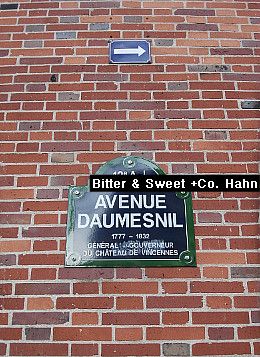 Bitter & Sweet +Co. Hahn
AVENUE
DAUMESNIL
1777 - 1832
GÉNÉRAL GOUVERNEUR
DU CHÂTEAU DE VINCENNES